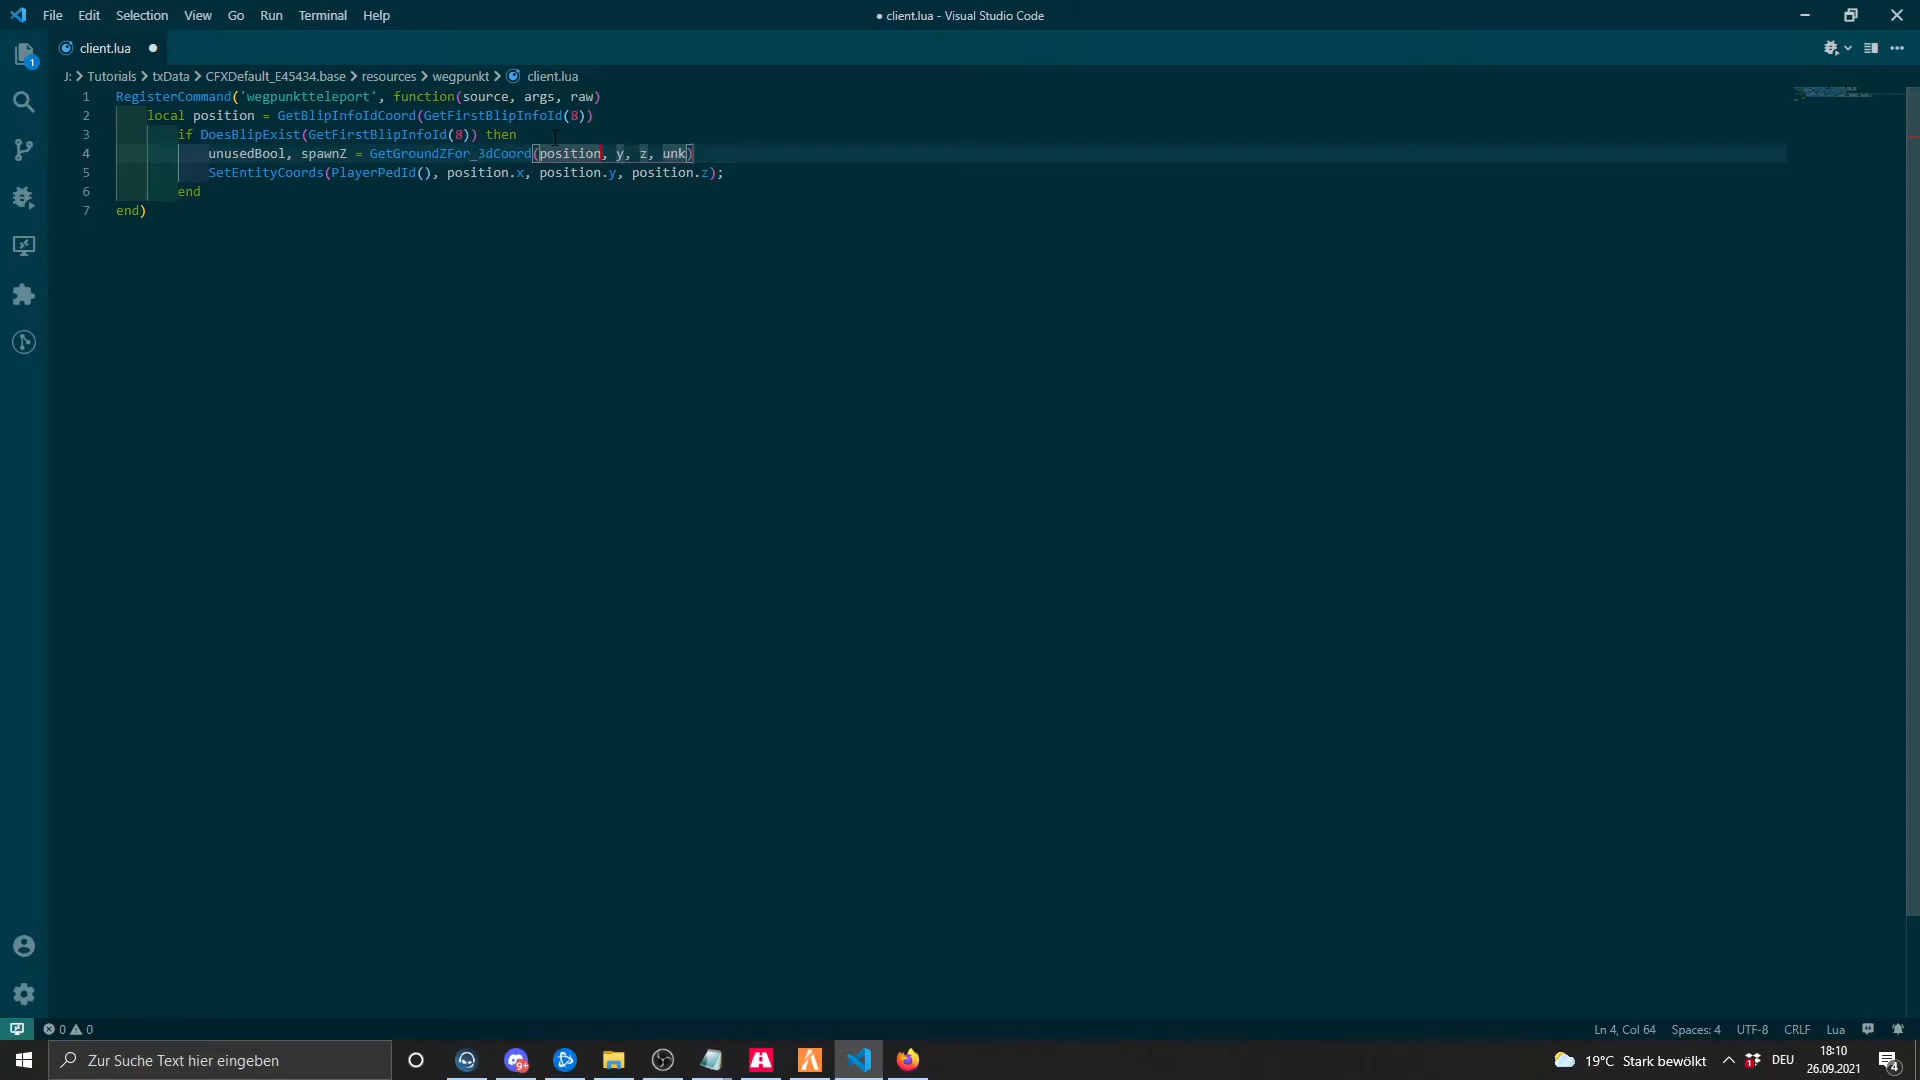 File Edit Selection View Go Run Terminal Help
● client.lua - Visual Studio Code
client.lua ●
J: > Tutorials > txData > CFXDefault_E45434.base > resources > wegpunkt > client.lua
1 RegisterCommand('wegpunktteleport', function(source, args, raw)
2 local position = GetBlipInfoIdCoord(GetFirstBlipInfoId(8))
3 if DoesBlipExist(GetFirstBlipInfoId(8)) then
4 unusedBool, spawnZ = GetGroundZFor_3dCoord(position, y, z, unk)
5 SetEntityCoords(PlayerPedId(), position.x, position.y, position.z);
6 end
7 end)
1
0 0
Ln 4, Col 64 Spaces: 4 UTF-8 CRLF Lua
Zur Suche Text hier eingeben
9+
19°C Stark bewölkt
DEU
18:10
26.09.2021
4